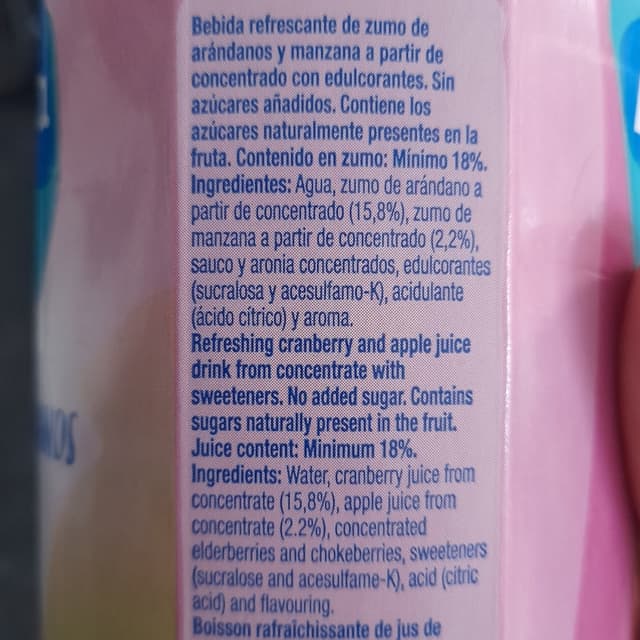 Bebida refrescante de zumo de
arándanos y manzana a partir de
concentrado con edulcorantes. Sin
azúcares añadidos. Contiene los
azúcares naturalmente presentes en la
fruta. Contenido en zumo: Mínimo 18%.
Ingredientes: Agua, zumo de arándano a
partir de concentrado (15,8%), zumo de
manzana a partir de concentrado (2,2%),
sauco y aronia concentrados, edulcorantes
(sucralosa y acesulfamo-K), acidulante
(ácido cítrico) y aroma.
Refreshing cranberry and apple juice
drink from concentrate with
sweeteners. No added sugar. Contains
sugars naturally present in the fruit.
Juice content: Minimum 18%.
Ingredients: Water, cranberry juice from
concentrate (15,8%), apple juice from
concentrate (2.2%), concentrated
elderberries and chokeberries, sweeteners
(sucralose and acesulfame-K), acid (citric
acid) and flavouring.
Boisson rafraîchissante de jus de